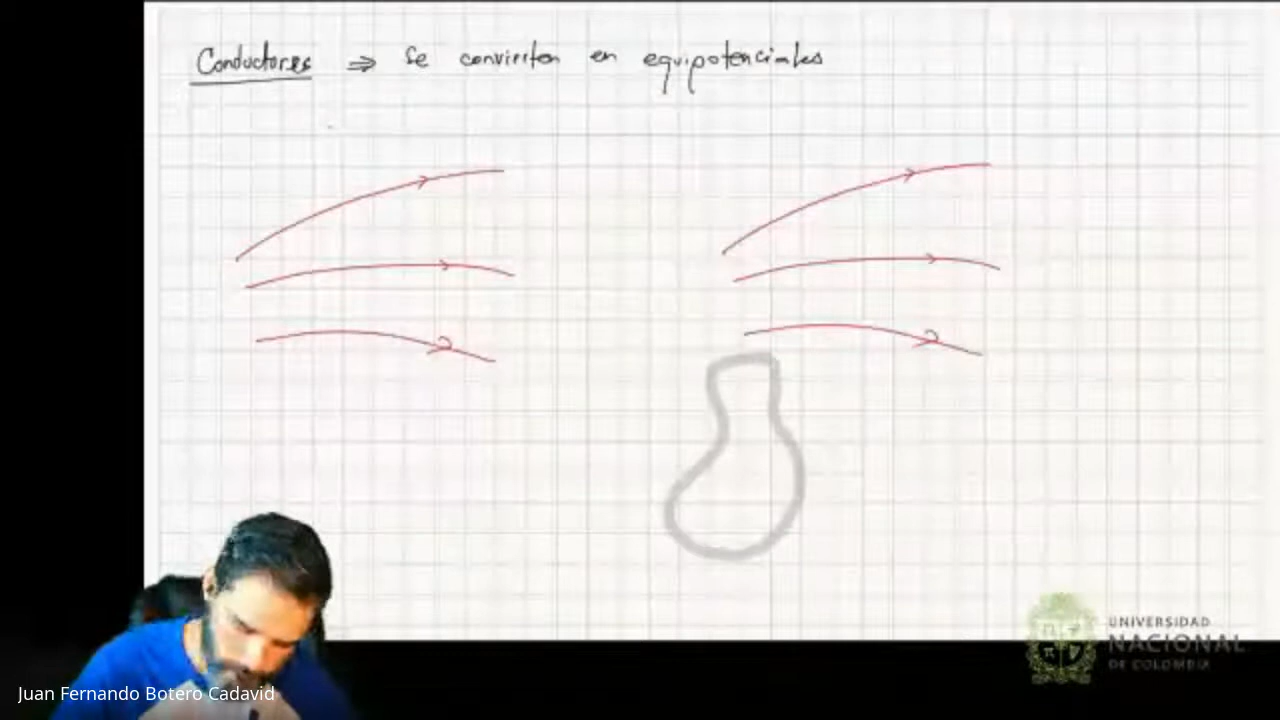 Conductores ⇒ Se convierten en equipotenciales
UNIVERSIDAD
NACIONAL
DE COLOMBIA
Juan Fernando Botero Cadavid